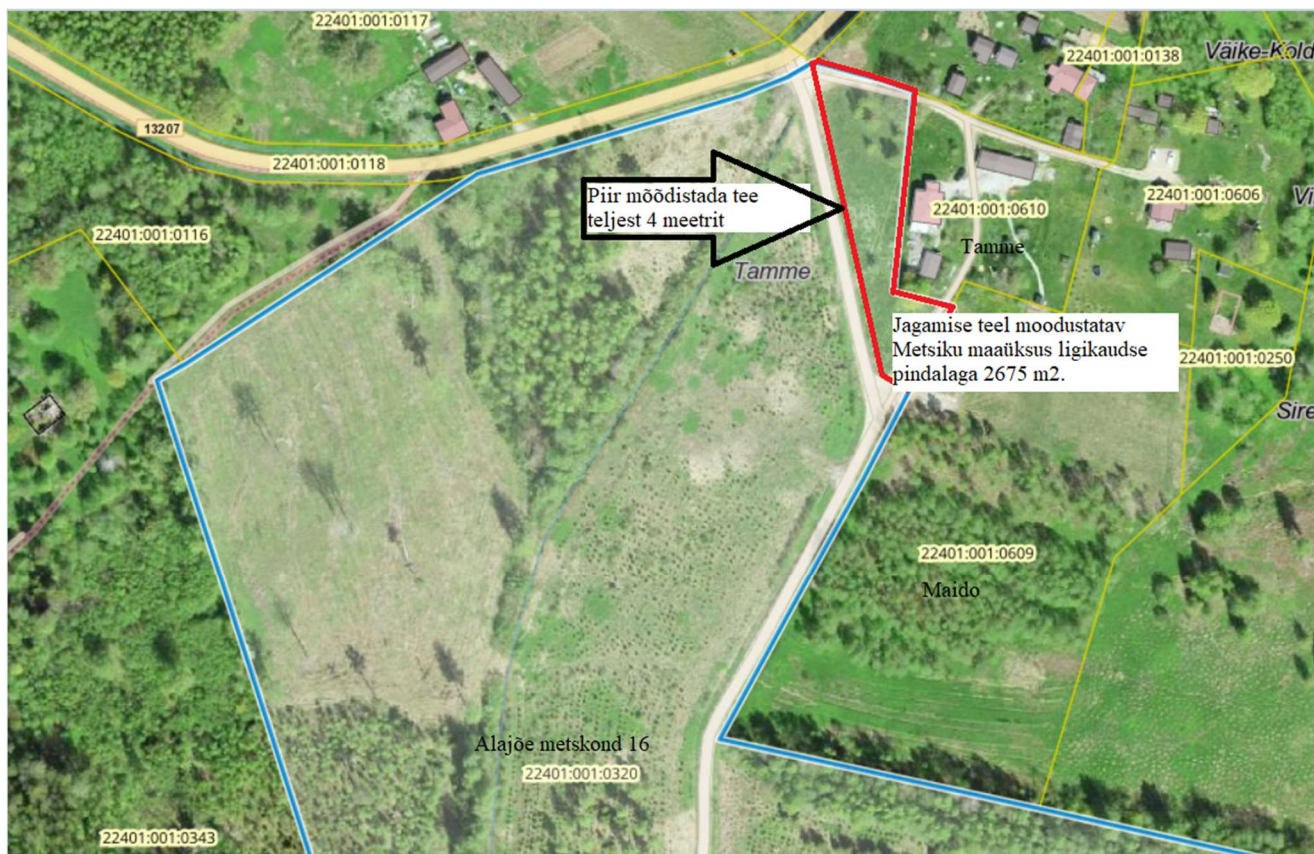 22401:001:0117
22401:001:0138
Väike-Kõld
13207
22401:001:0118
Piir mõõdistada tee
teljest 4 meetrit
22401:001:0606
22401:001:0610
22401:001:0116
Tamme
Tamme
Jagamise teel moodustatav
Metsiku maaüksus ligikaudse
pindalaga 2675 m2.
22401:001:0250
Sire
22401:001:0609
Maido
Alajõe metskond 16
22401:001:0320
22401:001:0343